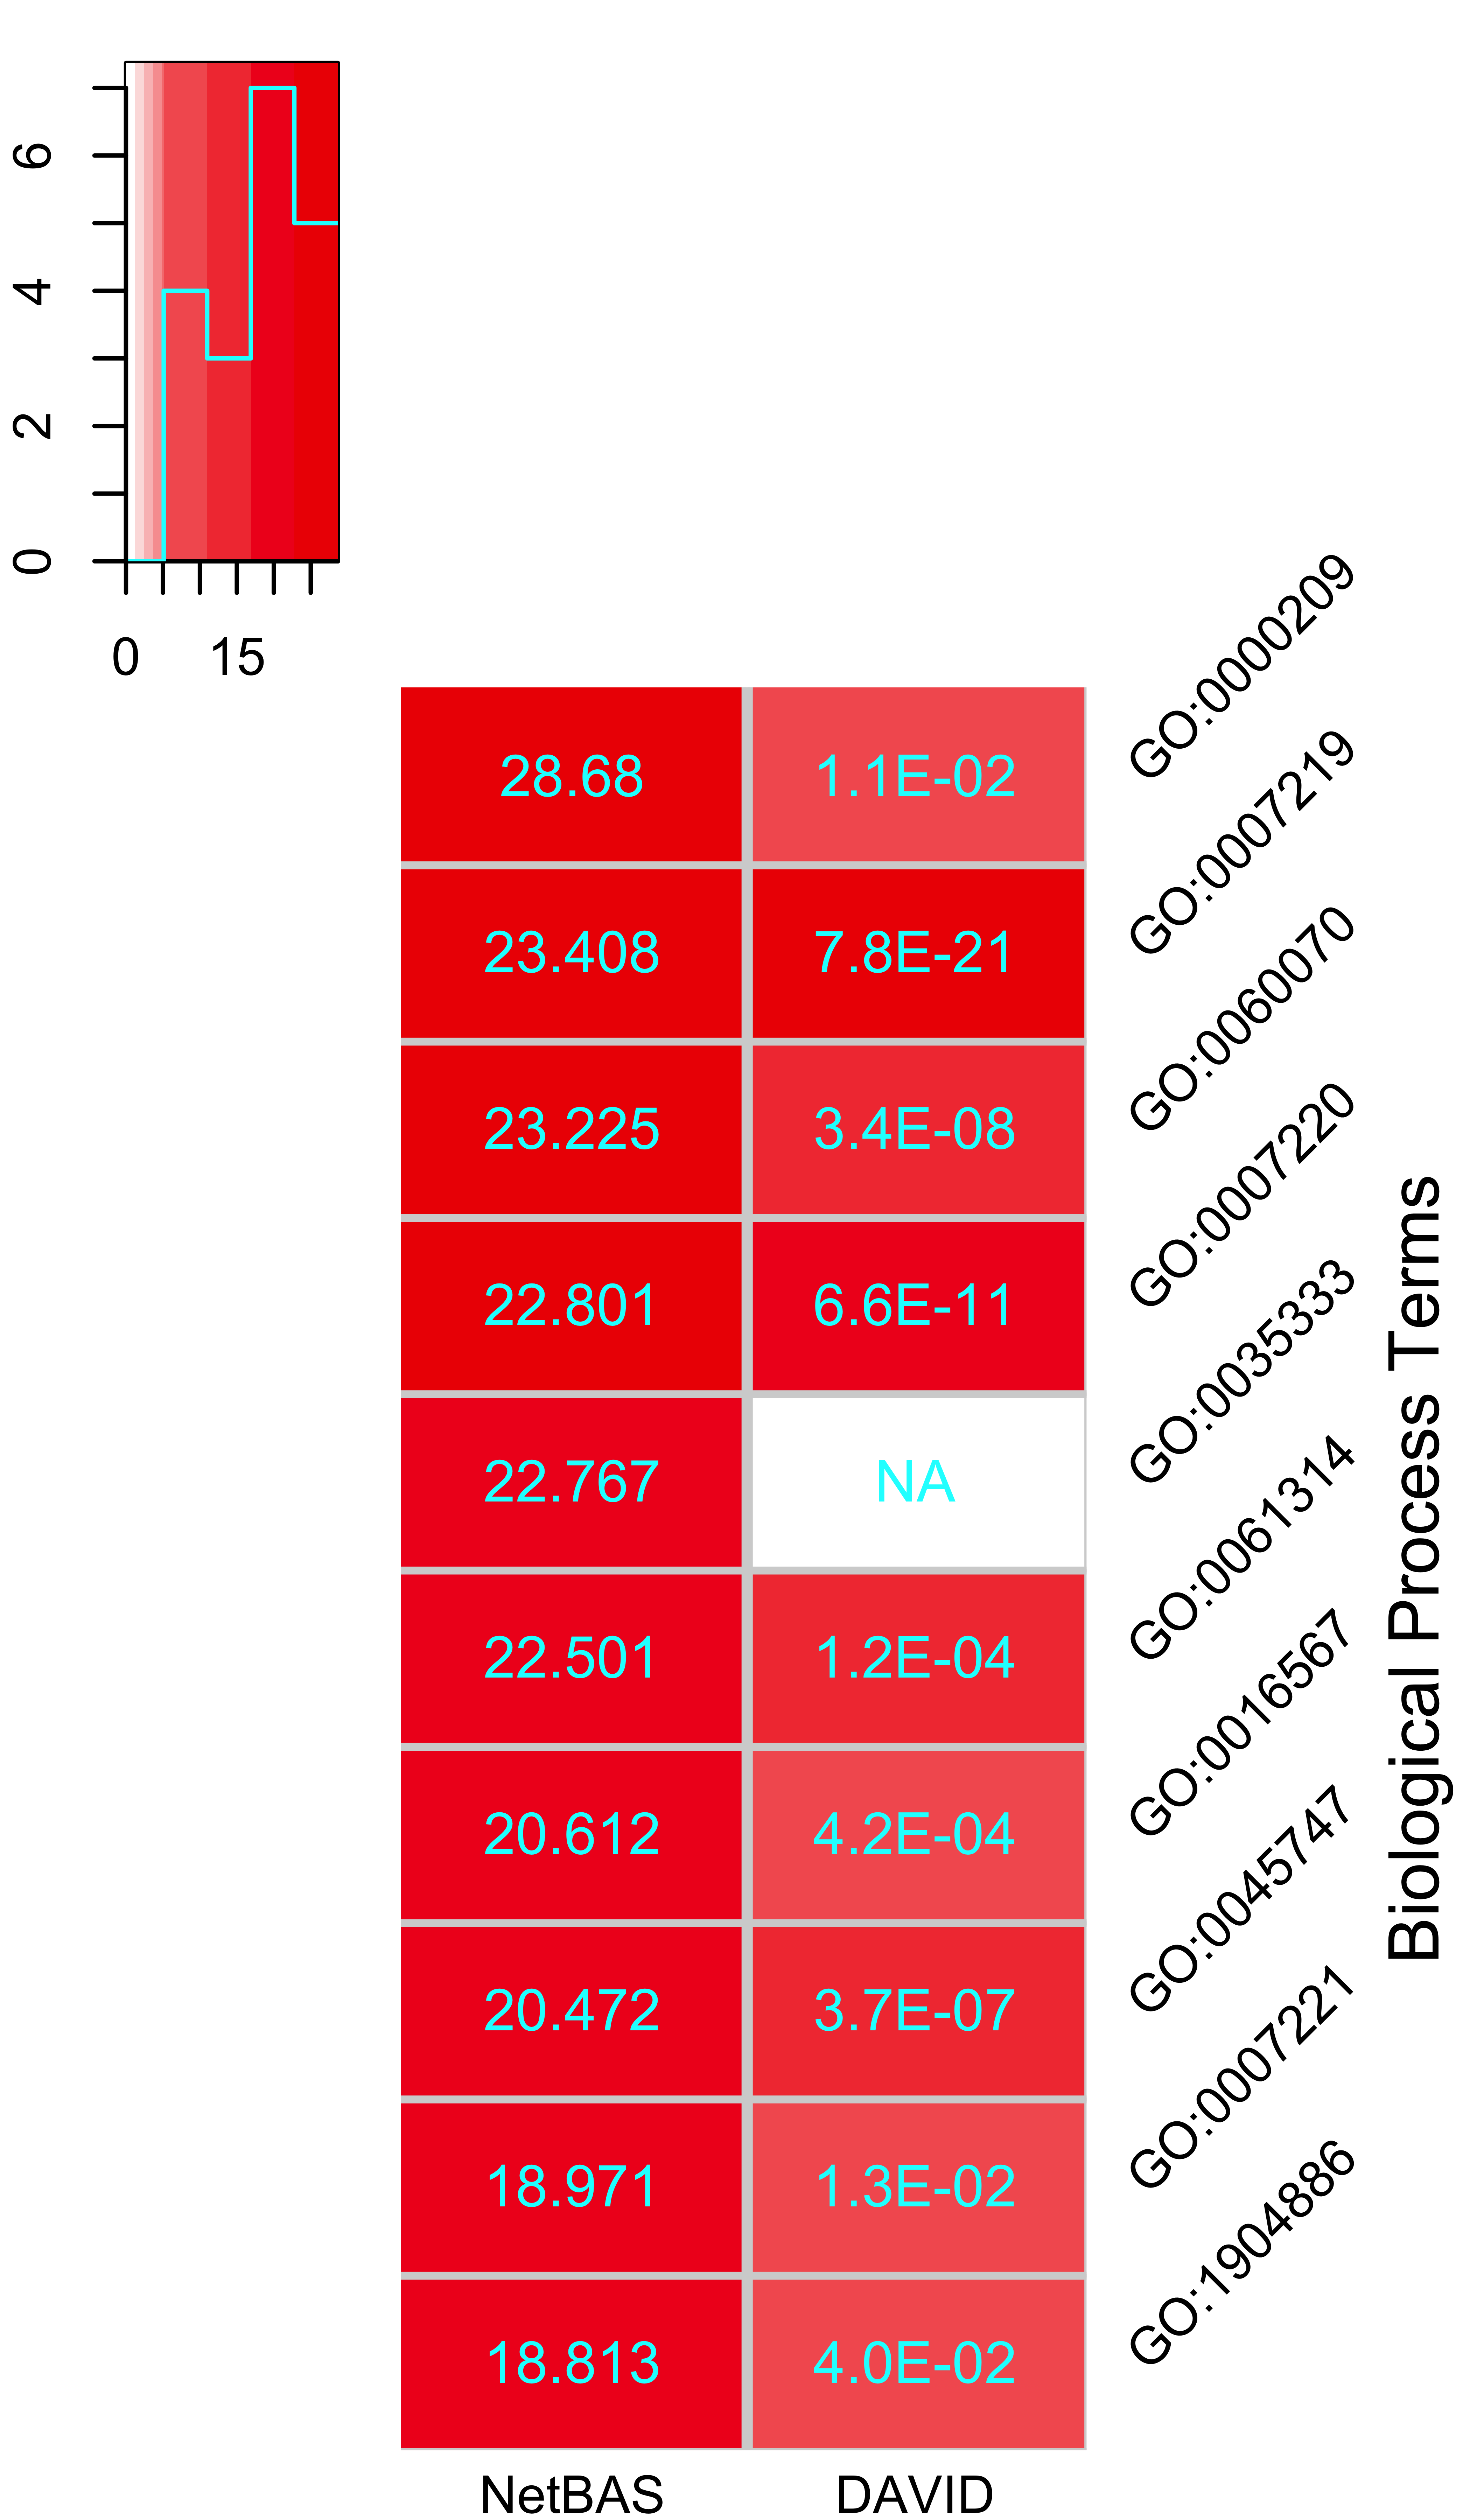 6
4
2
0
0 15
GO:0000209
28.68 1.1E-02
GO:0007219
23.408 7.8E-21
GO:0060070
23.225 3.4E-08
GO:0007220
22.801 6.6E-11
GO:0035333
22.767 NA
GO:0061314
22.501 1.2E-04
GO:0016567
20.612 4.2E-04
GO:0045747
20.472 3.7E-07
GO:0007221
18.971 1.3E-02
GO:1904886
18.813 4.0E-02
Biological Process Terms
NetBAS DAVID